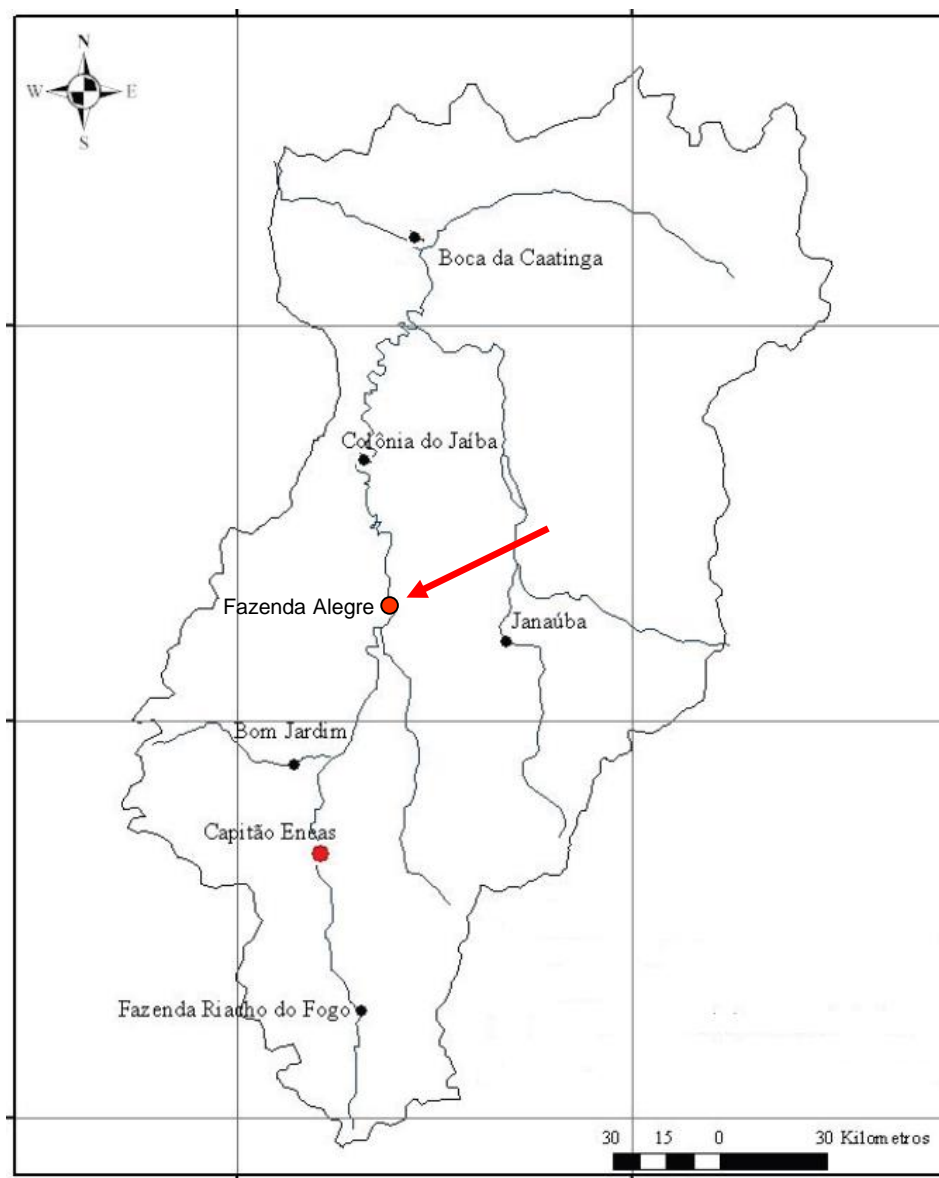 N
W E
S
Boca da Caatinga
Colônia do Jaíba
Fazenda Alegre
Janaúba
Bom Jardim
Capitão Enéas
Fazenda Riacho do Fogo
30 15 0 30 Kilometros